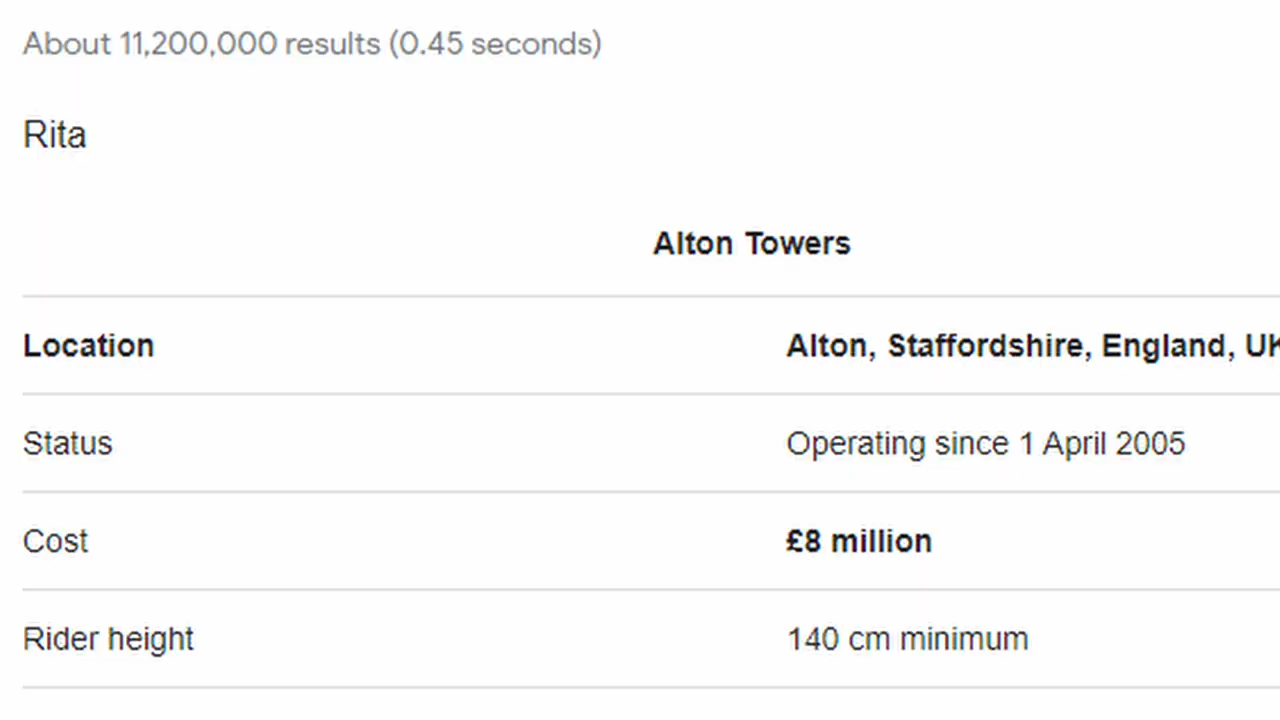 About 11,200,000 results (0.45 seconds)
Rita
Alton Towers
Location Alton, Staffordshire, England, UK
Status Operating since 1 April 2005
Cost £8 million
Rider height 140 cm minimum